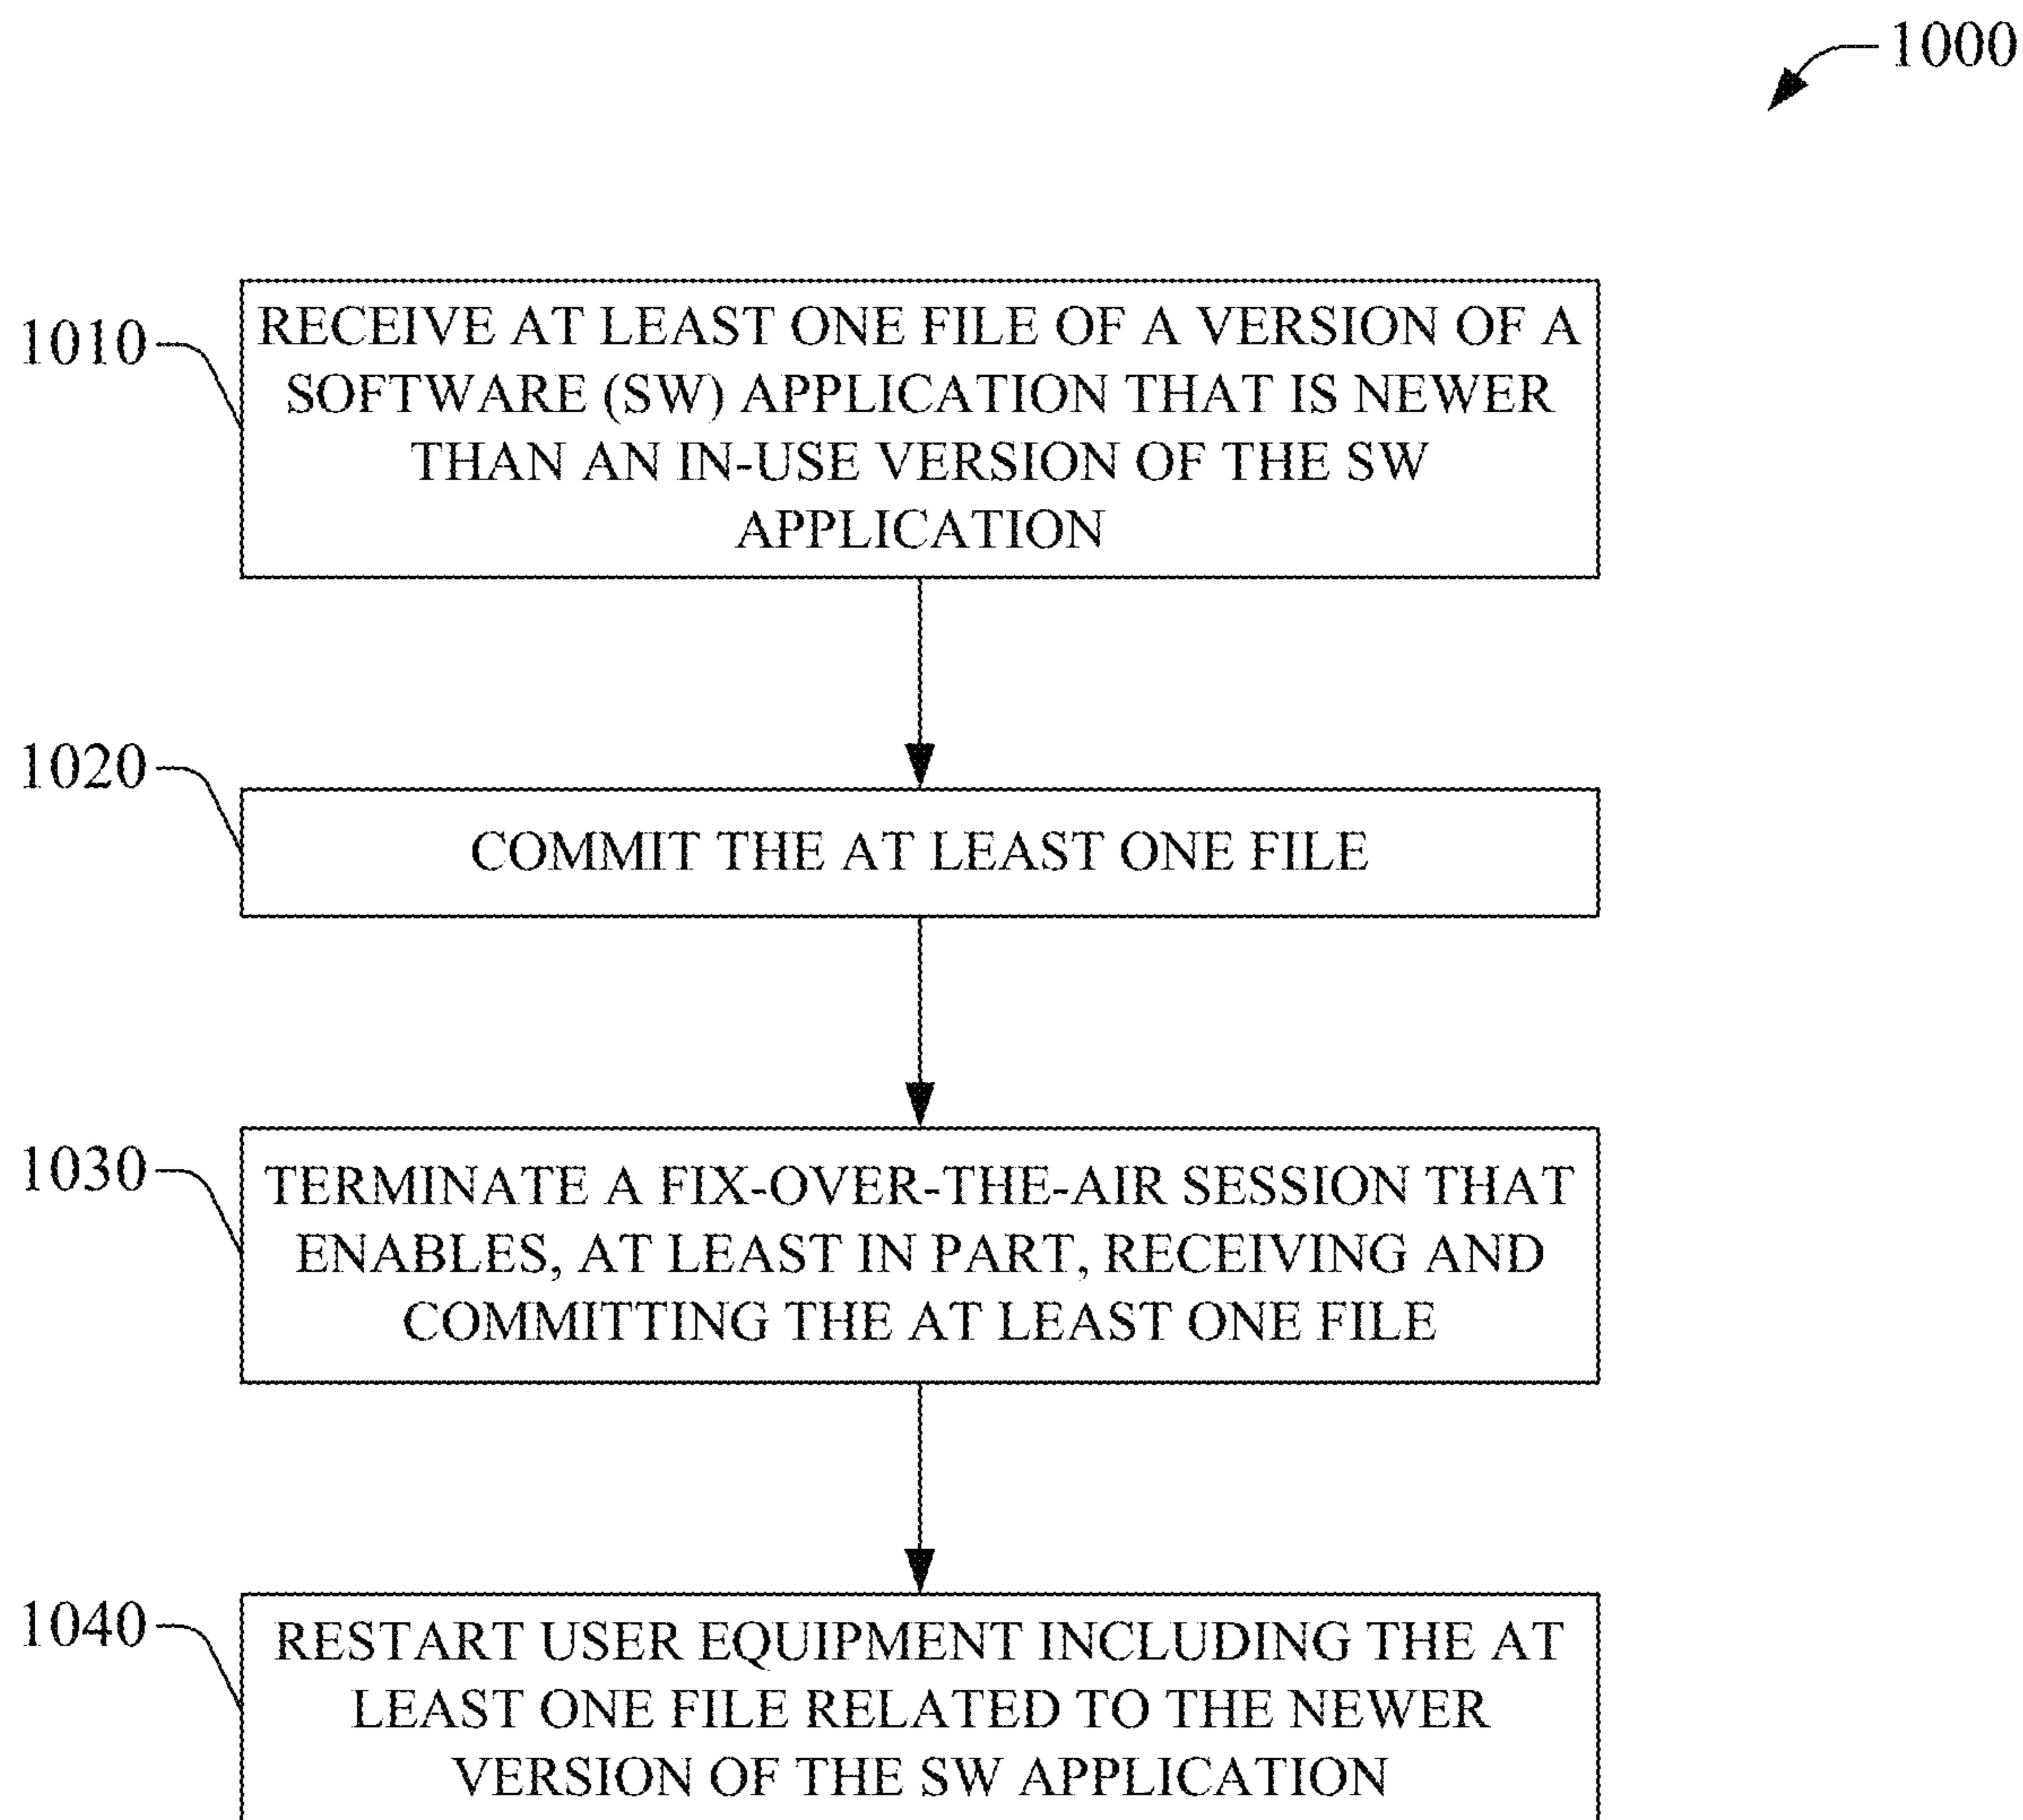 1000
1010
RECEIVE AT LEAST ONE FILE OF A VERSION OF A
SOFTWARE (SW) APPLICATION THAT IS NEWER
THAN AN IN-USE VERSION OF THE SW
APPLICATION
1020
COMMIT THE AT LEAST ONE FILE
1030
TERMINATE A FIX-OVER-THE-AIR SESSION THAT
ENABLES, AT LEAST IN PART, RECEIVING AND
COMMITTING THE AT LEAST ONE FILE
1040
RESTART USER EQUIPMENT INCLUDING THE AT
LEAST ONE FILE RELATED TO THE NEWER
VERSION OF THE SW APPLICATION